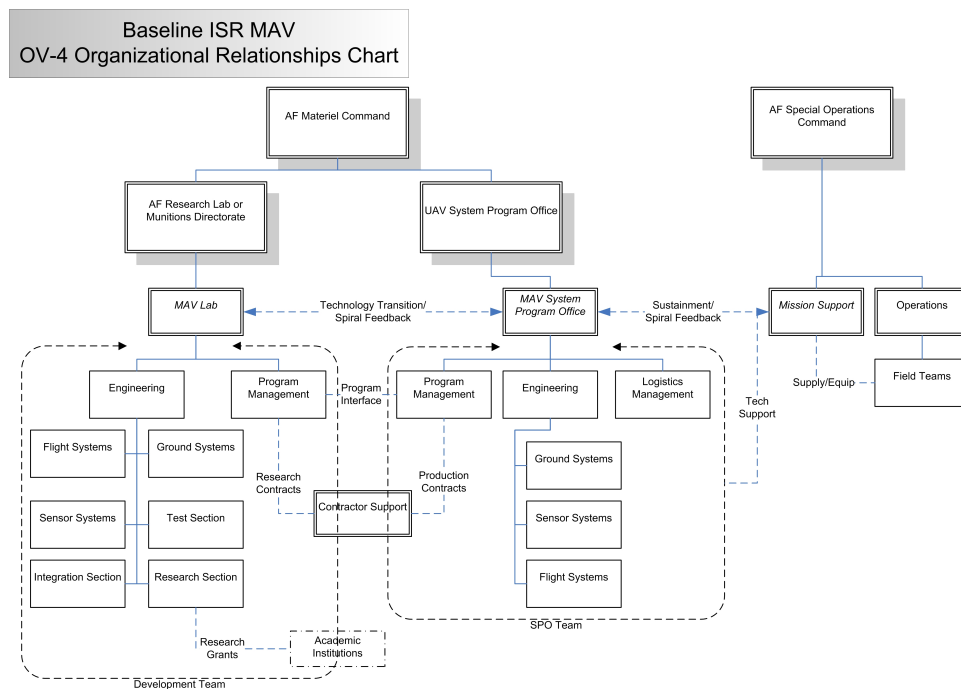 Baseline ISR MAV
OV-4 Organizational Relationships Chart
AF Materiel Command
AF Special Operations
Command
AF Research Lab or
Munitions Directorate
UAV System Program Office
MAV Lab
Technology Transition/
Spiral Feedback
MAV System
Program Office
Sustainment/
Spiral Feedback
Mission Support
Operations
Engineering
Program
Management
Program
Interface
Program
Management
Engineering
Logistics
Management
Tech
Support
Supply/Equip
Field Teams
Flight Systems
Ground Systems
Research
Contracts
Production
Contracts
Ground Systems
Sensor Systems
Test Section
Contractor Support
Sensor Systems
Integration Section
Research Section
Flight Systems
Research
Grants
Academic
Institutions
SPO Team
Development Team